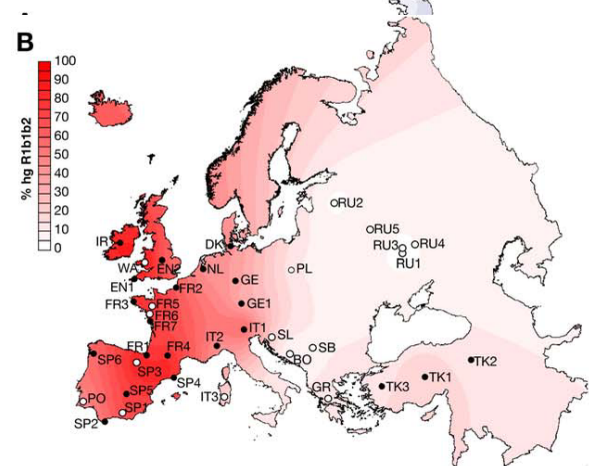 B
100
90
80
70
60
50
40
30
20
10
0
% hg R1b1b2
RU2
RU5
RU3
RU4
RU1
IR
DK
WA
EN2
NL
PL
EN1
GE
FR3
FR2
FR5
GE1
FR6
FR7
IT1
SL
FR1
FR4
IT2
SB
BO
SP6
SP3
TK2
SP4
TK1
SP5
IT3
GR
TK3
PO
SP1
SP2